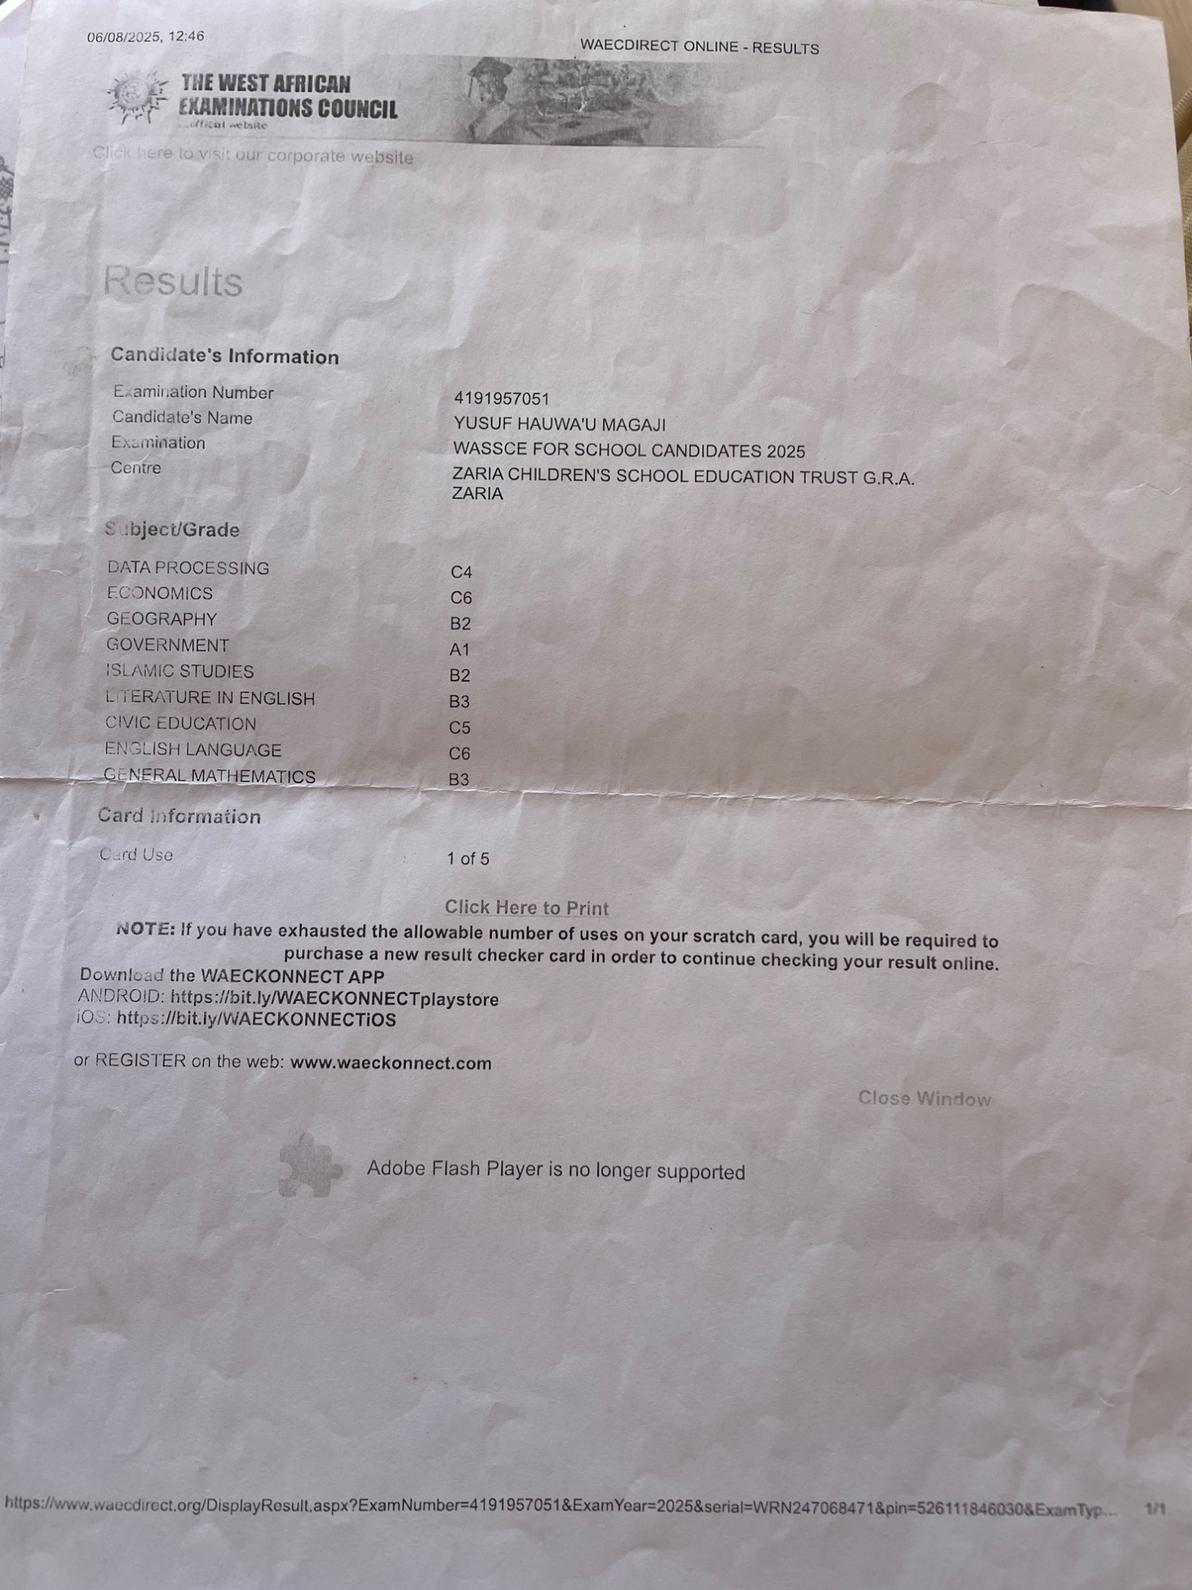 06/08/2025, 12:46
WAECDIRECT ONLINE - RESULTS
THE WEST AFRICAN
EXAMINATIONS COUNCIL
...official website
Click here to visit our corporate website
Results
Candidate's Information
Examination Number 4191957051
Candidate's Name YUSUF HAUWA'U MAGAJI
Examination WASSCE FOR SCHOOL CANDIDATES 2025
Centre ZARIA CHILDREN'S SCHOOL EDUCATION TRUST G.R.A.
ZARIA
Subject/Grade
DATA PROCESSING C4
ECONOMICS C6
GEOGRAPHY B2
GOVERNMENT A1
ISLAMIC STUDIES B2
LITERATURE IN ENGLISH B3
CIVIC EDUCATION C5
ENGLISH LANGUAGE C6
GENERAL MATHEMATICS B3
Card Information
Card Use : 1 of 5
Click Here to Print
NOTE: If you have exhausted the allowable number of uses on your scratch card, you will be required to
purchase a new result checker card in order to continue checking your result online.
Download the WAECKONNECT APP
ANDROID: https://bit.ly/WAECKONNECTplaystore
iOS: https://bit.ly/WAECKONNECTiOS
or REGISTER on the web: www.waeckonnect.com
Close Window
Adobe Flash Player is no longer supported
https://www.waecdirect.org/DisplayResult.aspx?ExamNumber=4191957051&ExamYear=2025&serial=WRN247068471&pin=526111846030&ExamTyp... 1/1